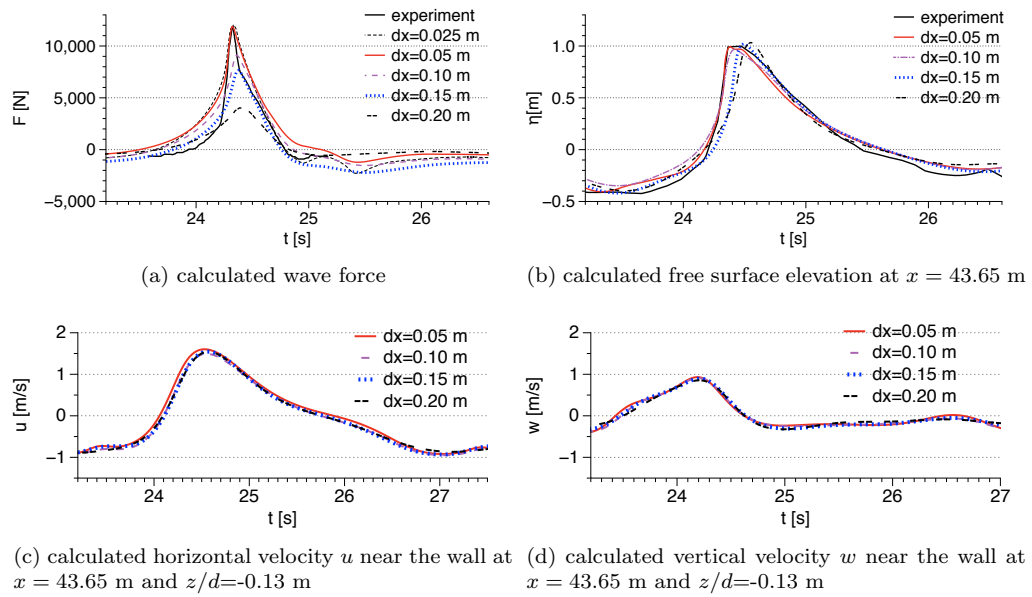 experiment
dx=0.025 m
dx=0.05 m
dx=0.10 m
dx=0.15 m
dx=0.20 m
10,000
5,000
0
−5,000
F [N]
24
25
26
t [s]
(a) calculated wave force
experiment
dx=0.05 m
dx=0.10 m
dx=0.15 m
dx=0.20 m
1.0
0.5
0
−0.5
η[m]
24
25
26
t [s]
(b) calculated free surface elevation at x = 43.65 m
dx=0.05 m
dx=0.10 m
dx=0.15 m
dx=0.20 m
2
1
0
−1
u [m/s]
24
25
26
27
t [s]
(c) calculated horizontal velocity u near the wall at
x = 43.65 m and z/d=-0.13 m
dx=0.05 m
dx=0.10 m
dx=0.15 m
dx=0.20 m
2
1
0
−1
w [m/s]
24
25
26
27
t [s]
(d) calculated vertical velocity w near the wall at
x = 43.65 m and z/d=-0.13 m